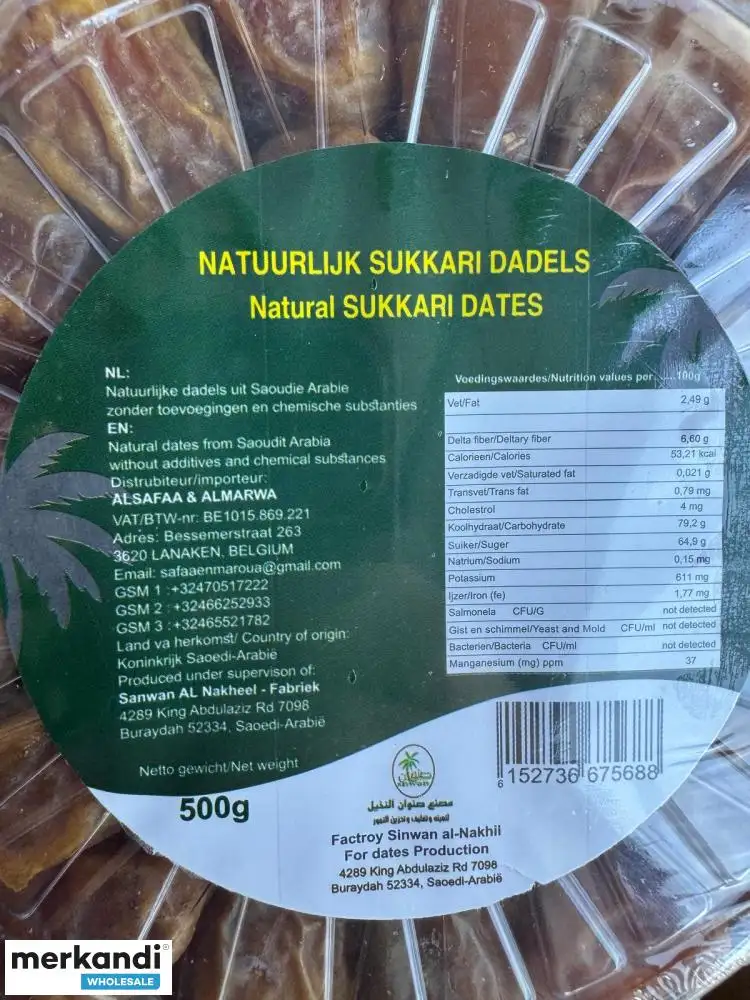 NATUURLIJK SUKKARI DADELS
Natural SUKKARI DATES
NL:
Natuurlijke dadels uit Saoudie Arabie
zonder toevoegingen en chemische substanties
EN:
Natural dates from Saoudit Arabia
without additives and chemical substances
Distrubiteur/importeur:
ALSAFAA & ALMARWA
VAT/BTW-nr: BE1015.869.221
Adres: Bessemerstraat 263
3620 LANAKEN, BELGIUM
Email: safaaenmaroua@gmail.com
GSM 1 :+32470517222
GSM 2 :+32466252933
GSM 3 :+32465521782
Land va herkomst/ Country of origin:
Koninkrijk Saoedi-Arabië
Produced under supervision of:
Sanwan AL Nakheel - Fabriek
4289 King Abdulaziz Rd 7098
Buraydah 52334, Saoedi-Arabië
Netto gewicht/Net weight
500g
Voedingswaardes/Nutrition values per.....100g
Vet/Fat 2,49 g
Delta fiber/Deltary fiber 6,60 g
Calorieen/Calories 53,21 kcal
Verzadigde vet/Saturated fat 0,021 g
Transvet/Trans fat 0,79 mg
Cholestrol 4 mg
Koolhydraat/Carbohydrate 79,2 g
Suiker/Suger 64,9 g
Natrium/Sodium 0,15 mg
Potassium 611 mg
Ijzer/Iron (fe) 1,77 mg
Salmonela CFU/G not detected
Gist en schimmel/Yeast and Mold CFU/ml not detected
Bacterien/Bacteria CFU/ml not detected
Manganesium (mg) ppm 37
6 152736 675688
صنوان
sinwan
مصنع صنوان النخيل
لتعبئة وتغليف وتخزين التمور
Factroy Sinwan al-Nakhii
For dates Production
4289 King Abdulaziz Rd 7098
Buraydah 52334, Saoedi-Arabië
merkandi®
WHOLESALE